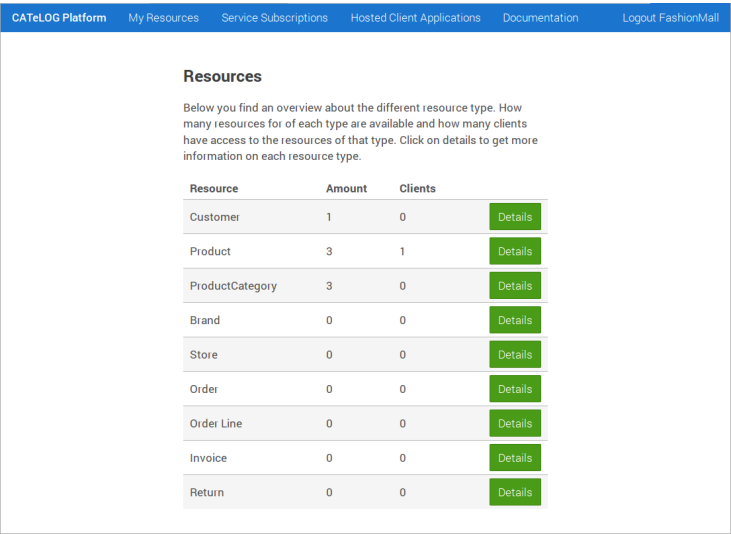 CATeLOG Platform My Resources Service Subscriptions Hosted Client Applications Documentation Logout FashionMall
Resources
Below you find an overview about the different resource type. How
many resources for of each type are available and how many clients
have access to the resources of that type. Click on details to get more
information on each resource type.
Resource Amount Clients
Customer 1 0 Details
Product 3 1 Details
ProductCategory 3 0 Details
Brand 0 0 Details
Store 0 0 Details
Order 0 0 Details
Order Line 0 0 Details
Invoice 0 0 Details
Return 0 0 Details